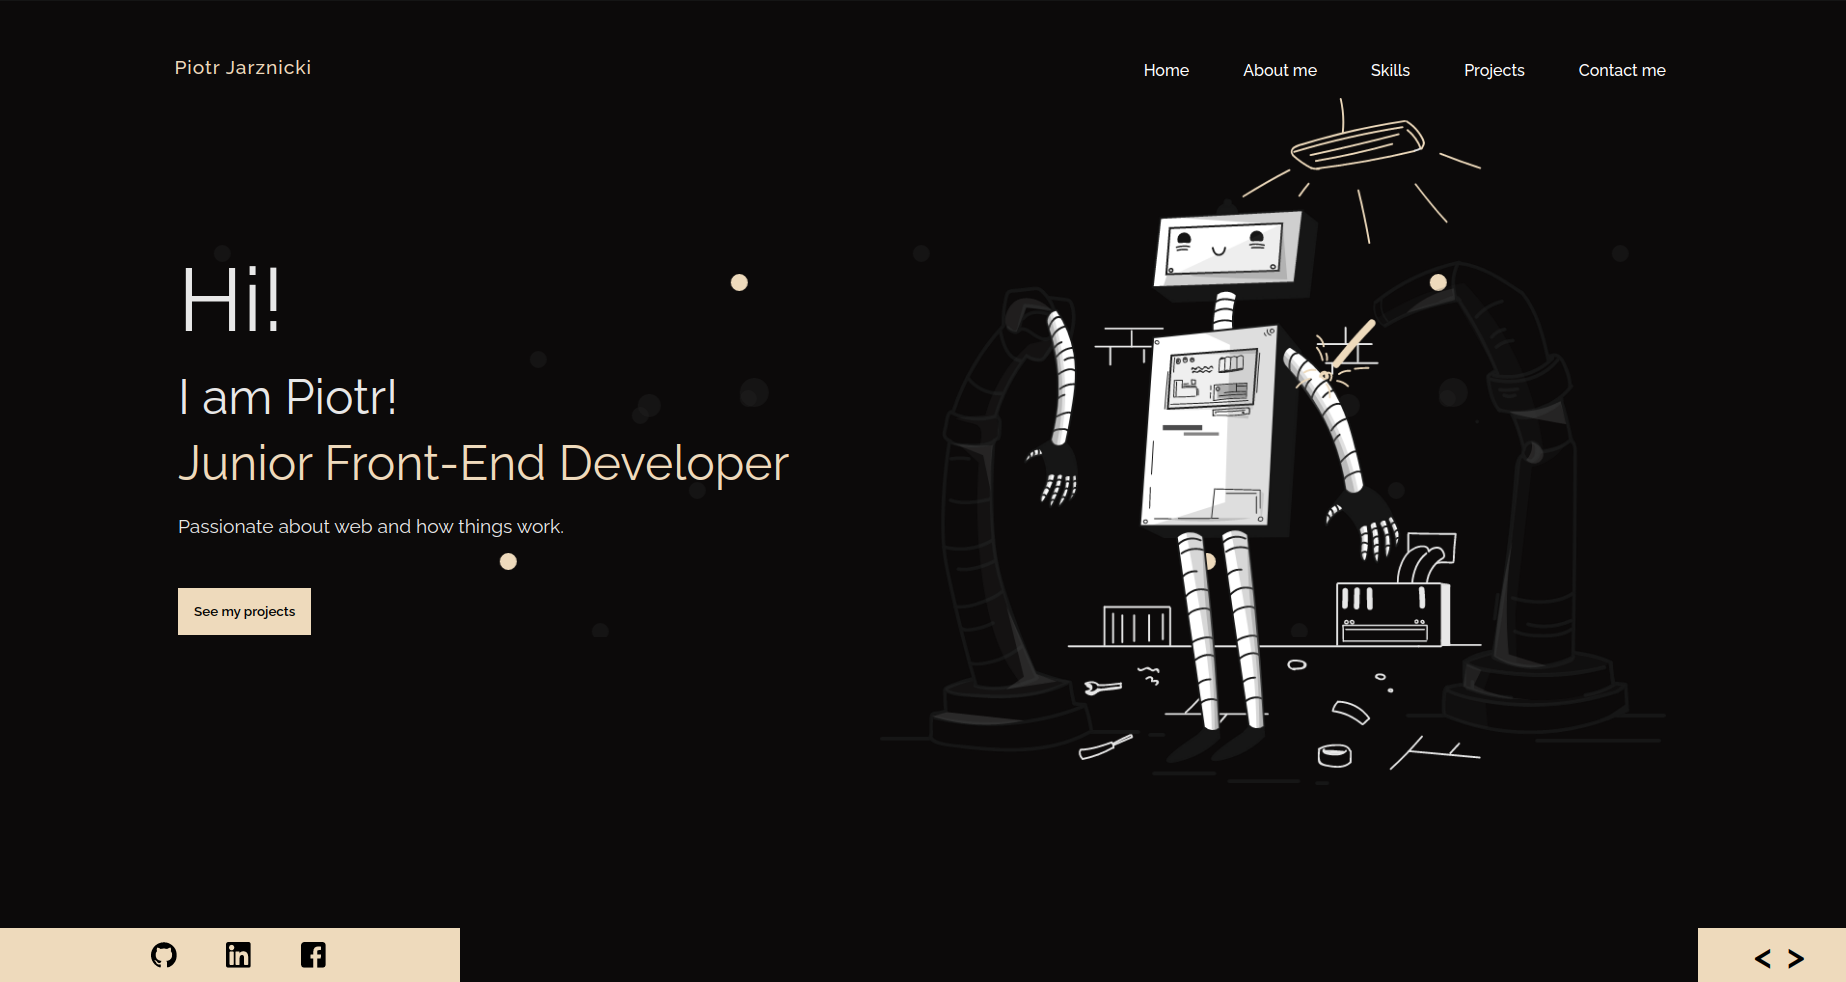 Piotr Jarznicki
Home About me Skills Projects Contact me
Hi!
I am Piotr!
Junior Front-End Developer
Passionate about web and how things work.
See my projects
< >